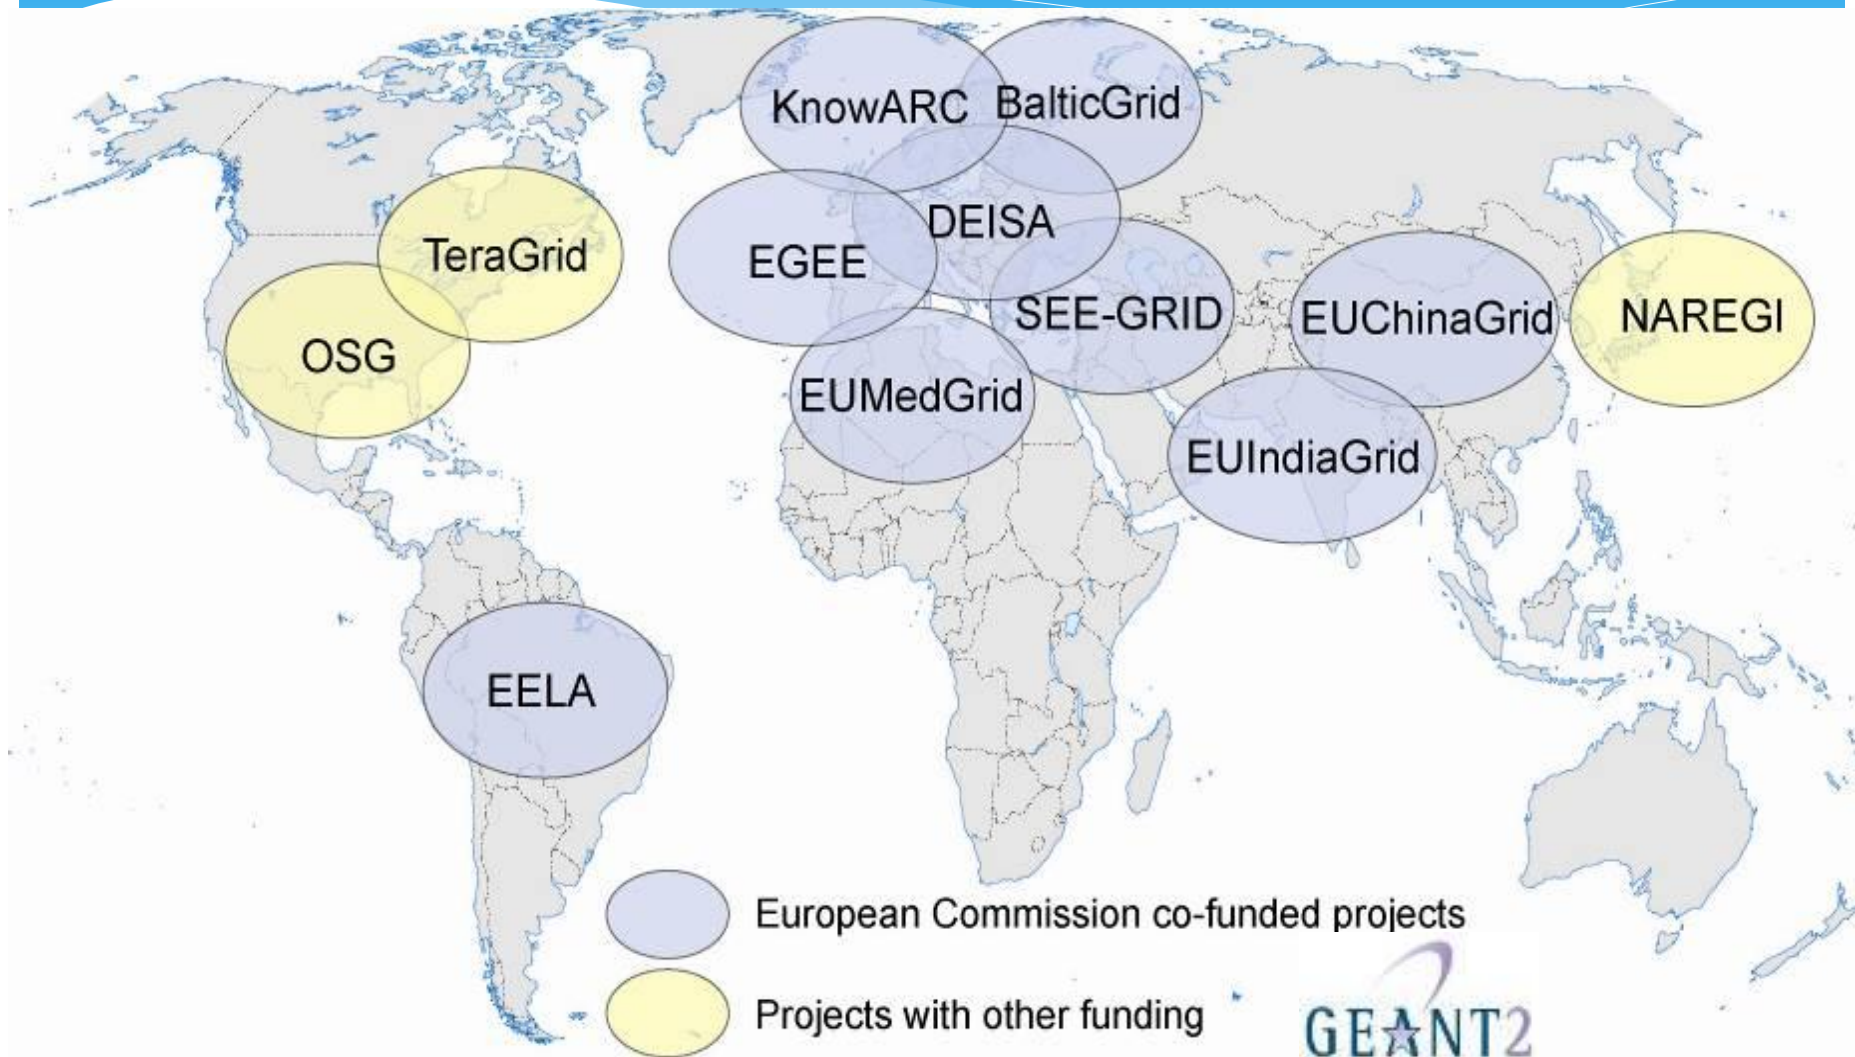 KnowARC
BalticGrid
DEISA
TeraGrid
EGEE
SEE-GRID
EUChinaGrid
NAREGI
OSG
EUMedGrid
EUIndiaGrid
EELA
European Commission co-funded projects
Projects with other funding
GEANT2